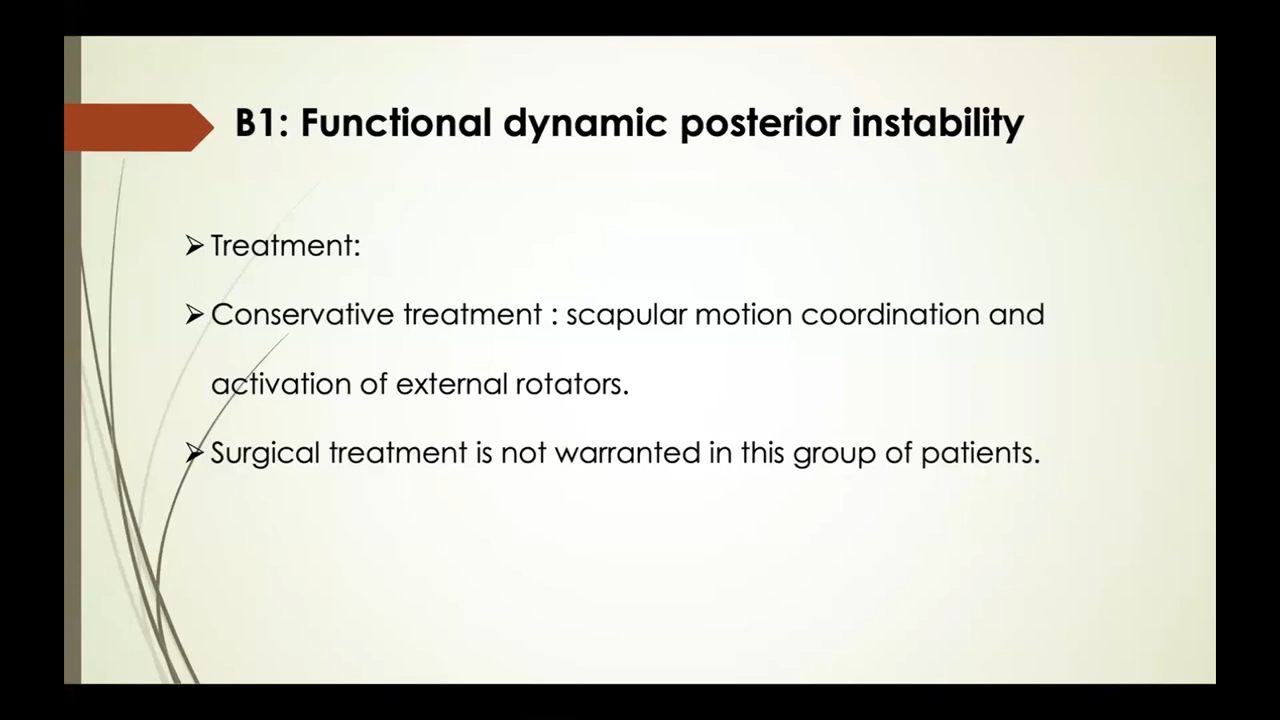 B1: Functional dynamic posterior instability
➢Treatment:
➢Conservative treatment : scapular motion coordination and
activation of external rotators.
➢Surgical treatment is not warranted in this group of patients.